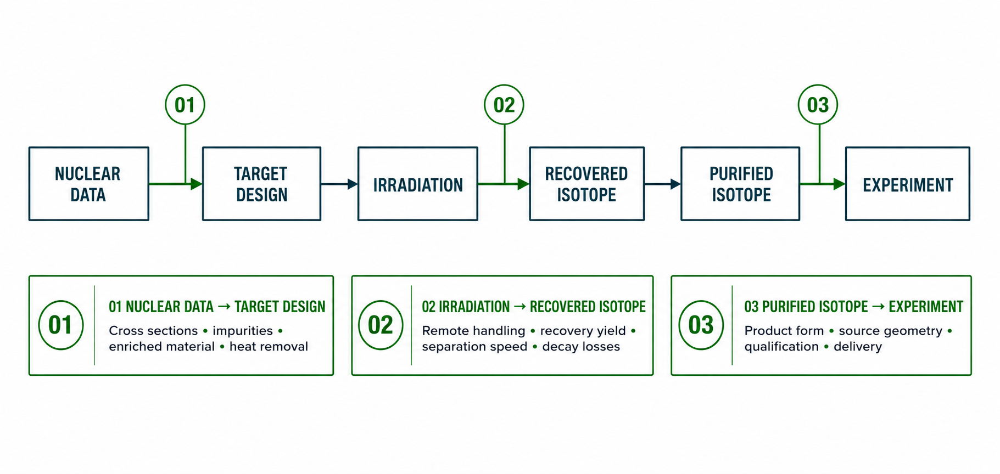 01
02
03
NUCLEAR
DATA
TARGET
DESIGN
IRRADIATION
RECOVERED
ISOTOPE
PURIFIED
ISOTOPE
EXPERIMENT
01
01 NUCLEAR DATA → TARGET DESIGN
Cross sections • impurities •
enriched material • heat removal
02
02 IRRADIATION → RECOVERED ISOTOPE
Remote handling • recovery yield •
separation speed • decay losses
03
03 PURIFIED ISOTOPE → EXPERIMENT
Product form • source geometry •
qualification • delivery